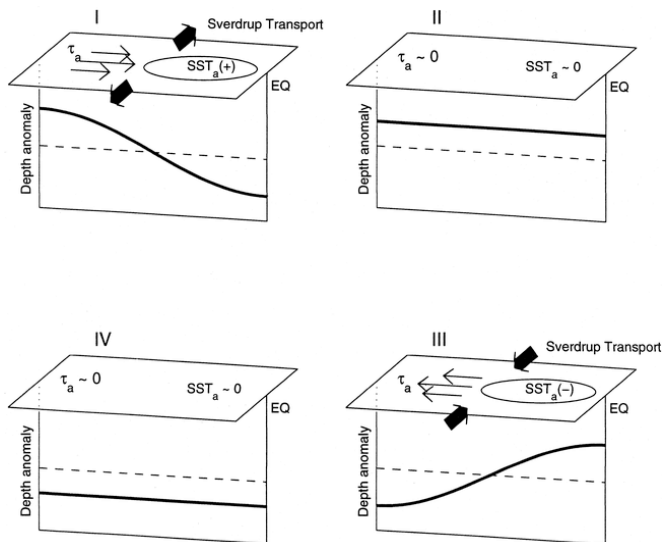 I
Sverdrup Transport
τa
SSTa(+)
EQ
Depth anomaly
II
τa ~ 0
SSTa ~ 0
EQ
Depth anomaly
IV
τa ~ 0
SSTa ~ 0
EQ
Depth anomaly
III
Sverdrup Transport
τa
SSTa(−)
EQ
Depth anomaly